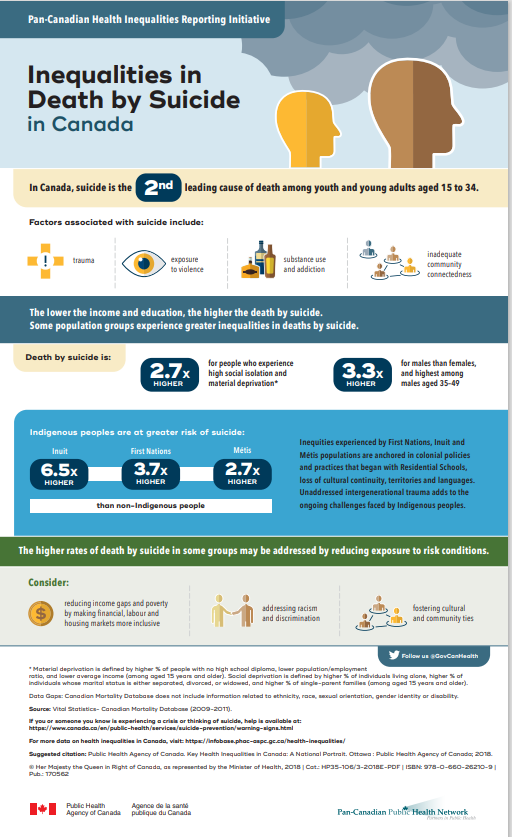 Pan-Canadian Health Inequalities Reporting Initiative
Inequalities in
Death by Suicide
in Canada
In Canada, suicide is the 2nd leading cause of death among youth and young adults aged 15 to 34.
Factors associated with suicide include:
trauma
exposure
to violence
substance use
and addiction
inadequate
community
connectedness
The lower the income and education, the higher the death by suicide.
Some population groups experience greater inequalities in deaths by suicide.
Death by suicide is:
2.7x
HIGHER
for people who experience
high social isolation and
material deprivation*
3.3x
HIGHER
for males than females,
and highest among
males aged 35-49
Indigenous peoples are at greater risk of suicide:
Inuit
6.5x
HIGHER
First Nations
3.7x
HIGHER
Métis
2.7x
HIGHER
than non-Indigenous people
Inequities experienced by First Nations, Inuit and
Métis populations are anchored in colonial policies
and practices that began with Residential Schools,
loss of cultural continuity, territories and languages.
Unaddressed intergenerational trauma adds to the
ongoing challenges faced by Indigenous peoples.
The higher rates of death by suicide in some groups may be addressed by reducing exposure to risk conditions.
Consider:
$
reducing income gaps and poverty
by making financial, labour and
housing markets more inclusive
addressing racism
and discrimination
fostering cultural
and community ties
Follow us @GovCanHealth
* Material deprivation is defined by higher % of people with no high school diploma, lower population/employment
ratio, and lower average income (among aged 15 years and older). Social deprivation is defined by higher % of individuals living alone, higher % of
individuals whose marital status is either separated, divorced, or widowed, and higher % of single-parent families (among aged 15 years and older).
Data Gaps: Canadian Mortality Database does not include information related to ethnicity, race, sexual orientation, gender identity or disability.
Source: Vital Statistics- Canadian Mortality Database (2009-2011).
If you or someone you know is experiencing a crisis or thinking of suicide, help is available at:
https://www.canada.ca/en/public-health/services/suicide-prevention/warning-signs.html
For more data on health inequalities in Canada, visit: https://infobase.phac-aspc.gc.ca/health-inequalities/
Suggested citation: Public Health Agency of Canada. Key Health Inequalities in Canada: A National Portrait. Ottawa : Public Health Agency of Canada; 2018.
© Her Majesty the Queen in Right of Canada, as represented by the Minister of Health, 2018 | Cat.: HP35-106/3-2018E-PDF | ISBN: 978-0-660-26210-9 |
Pub.: 170562
Public Health
Agency of Canada
Agence de la santé
publique du Canada
Pan-Canadian Public Health Network
Partners in Public Health